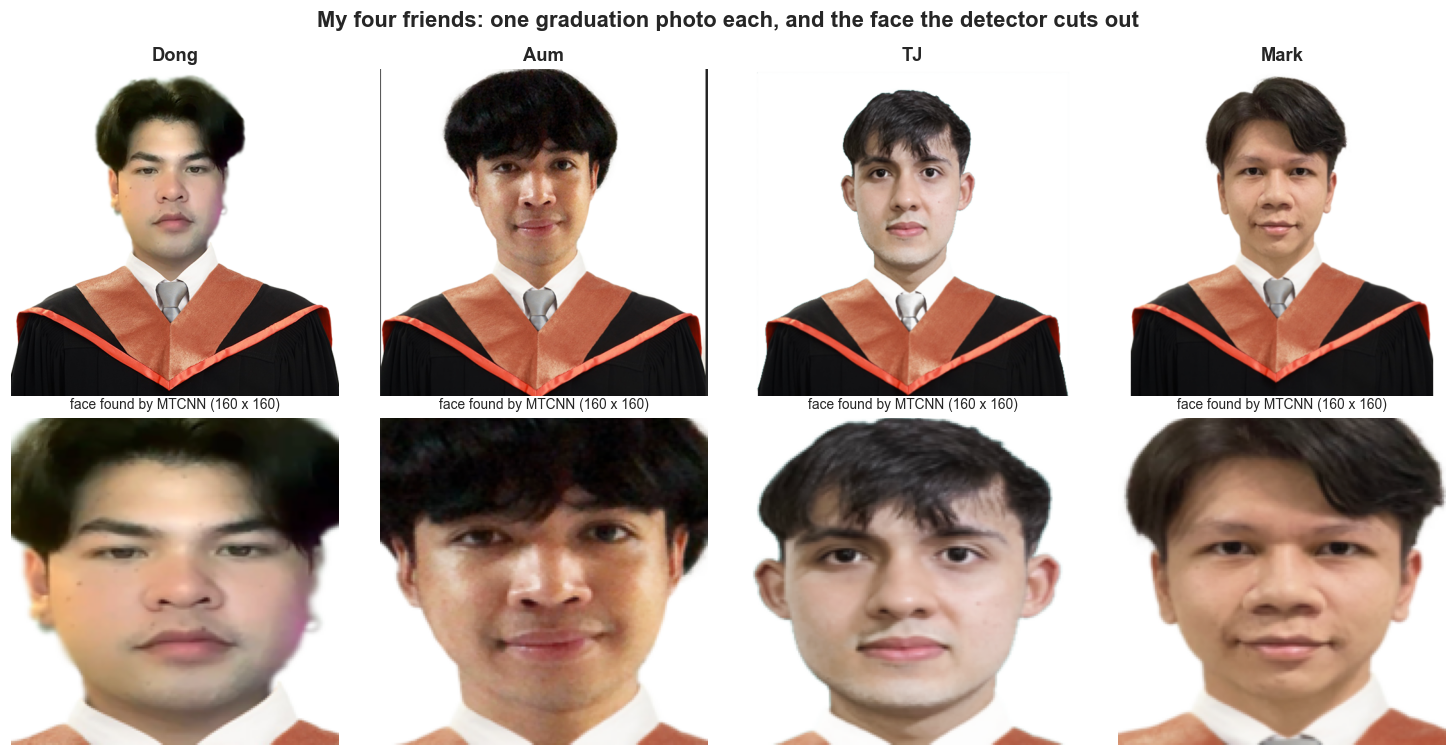 My four friends: one graduation photo each, and the face the detector cuts out
Dong
Aum
TJ
Mark
face found by MTCNN (160 x 160)
face found by MTCNN (160 x 160)
face found by MTCNN (160 x 160)
face found by MTCNN (160 x 160)